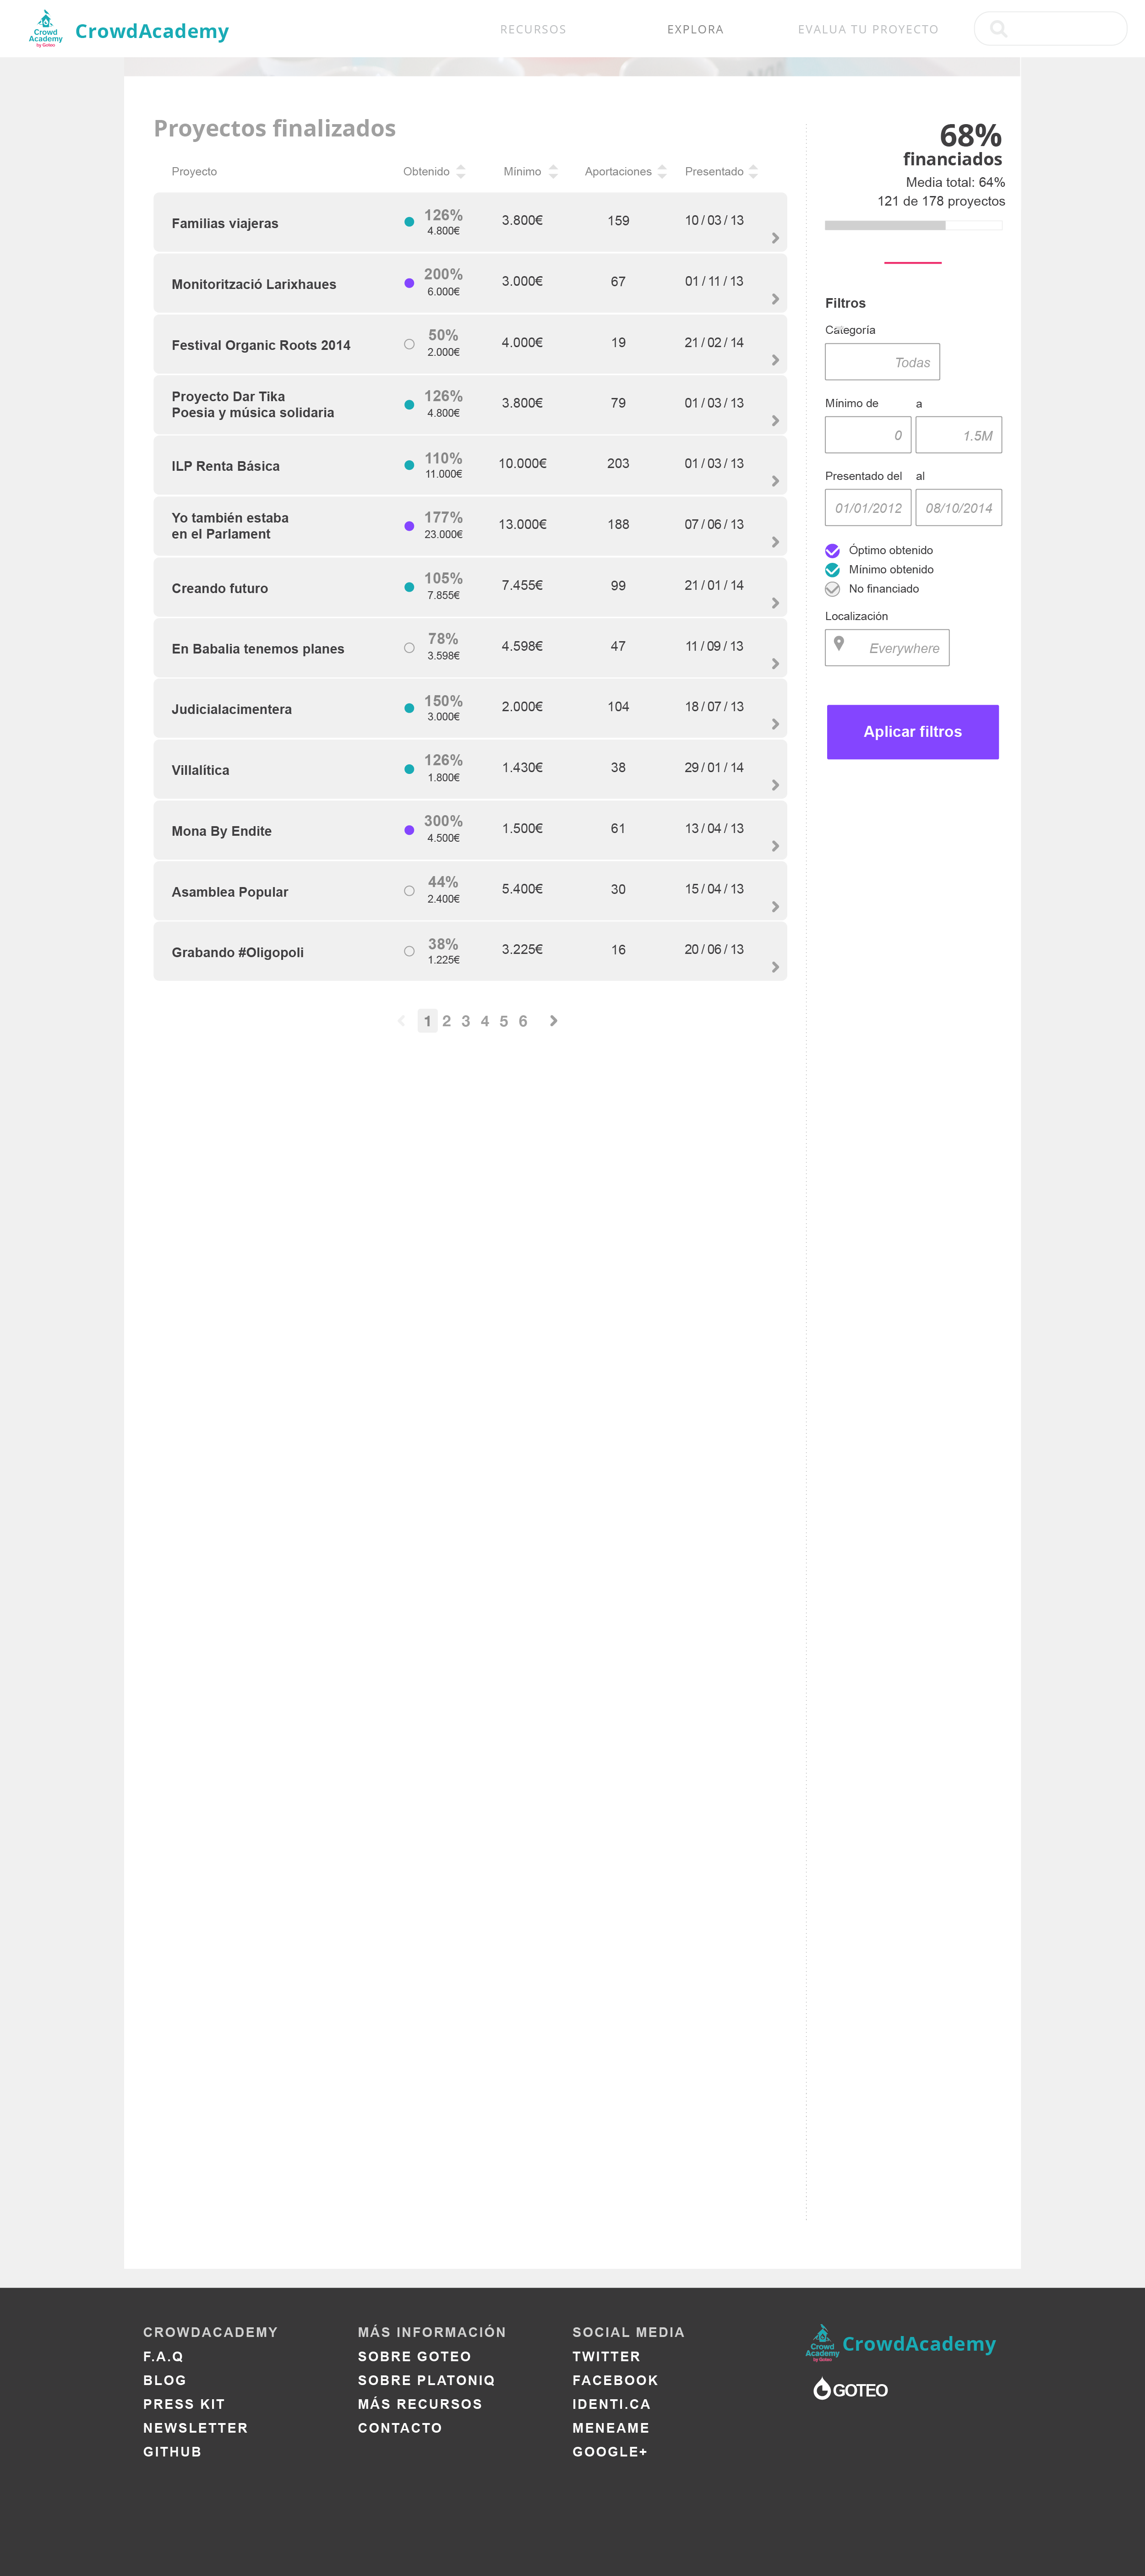 Crowd
Academy
by Goteo
CrowdAcademy
RECURSOS
EXPLORA
EVALUA TU PROYECTO
Proyectos finalizados
Proyecto Obtenido Mínimo Aportaciones Presentado
Familias viajeras 126% 3.800€ 159 10 / 03 / 13
4.800€
Monitorització Larixhaues 200% 3.000€ 67 01 / 11 / 13
6.000€
Festival Organic Roots 2014 50% 4.000€ 19 21 / 02 / 14
2.000€
Proyecto Dar Tika 126% 3.800€ 79 01 / 03 / 13
Poesia y música solidaria 4.800€
ILP Renta Básica 110% 10.000€ 203 01 / 03 / 13
11.000€
Yo también estaba 177% 13.000€ 188 07 / 06 / 13
en el Parlament 23.000€
Creando futuro 105% 7.455€ 99 21 / 01 / 14
7.855€
En Babalia tenemos planes 78% 4.598€ 47 11 / 09 / 13
3.598€
Judicialacimentera 150% 2.000€ 104 18 / 07 / 13
3.000€
Villalítica 126% 1.430€ 38 29 / 01 / 14
1.800€
Mona By Endite 300% 1.500€ 61 13 / 04 / 13
4.500€
Asamblea Popular 44% 5.400€ 30 15 / 04 / 13
2.400€
Grabando #Oligopoli 38% 3.225€ 16 20 / 06 / 13
1.225€
1 2 3 4 5 6
68%
financiados
Media total: 64%
121 de 178 proyectos
Filtros
Categoría
Todas
Mínimo de a
0 1.5M
Presentado del al
01/01/2012 08/10/2014
Óptimo obtenido
Mínimo obtenido
No financiado
Localización
Everywhere
Aplicar filtros
CROWDACADEMY
F.A.Q
BLOG
PRESS KIT
NEWSLETTER
GITHUB
MÁS INFORMACIÓN
SOBRE GOTEO
SOBRE PLATONIQ
MÁS RECURSOS
CONTACTO
SOCIAL MEDIA
TWITTER
FACEBOOK
IDENTI.CA
MENEAME
GOOGLE+
Crowd
Academy
by Goteo
CrowdAcademy
GOTEO